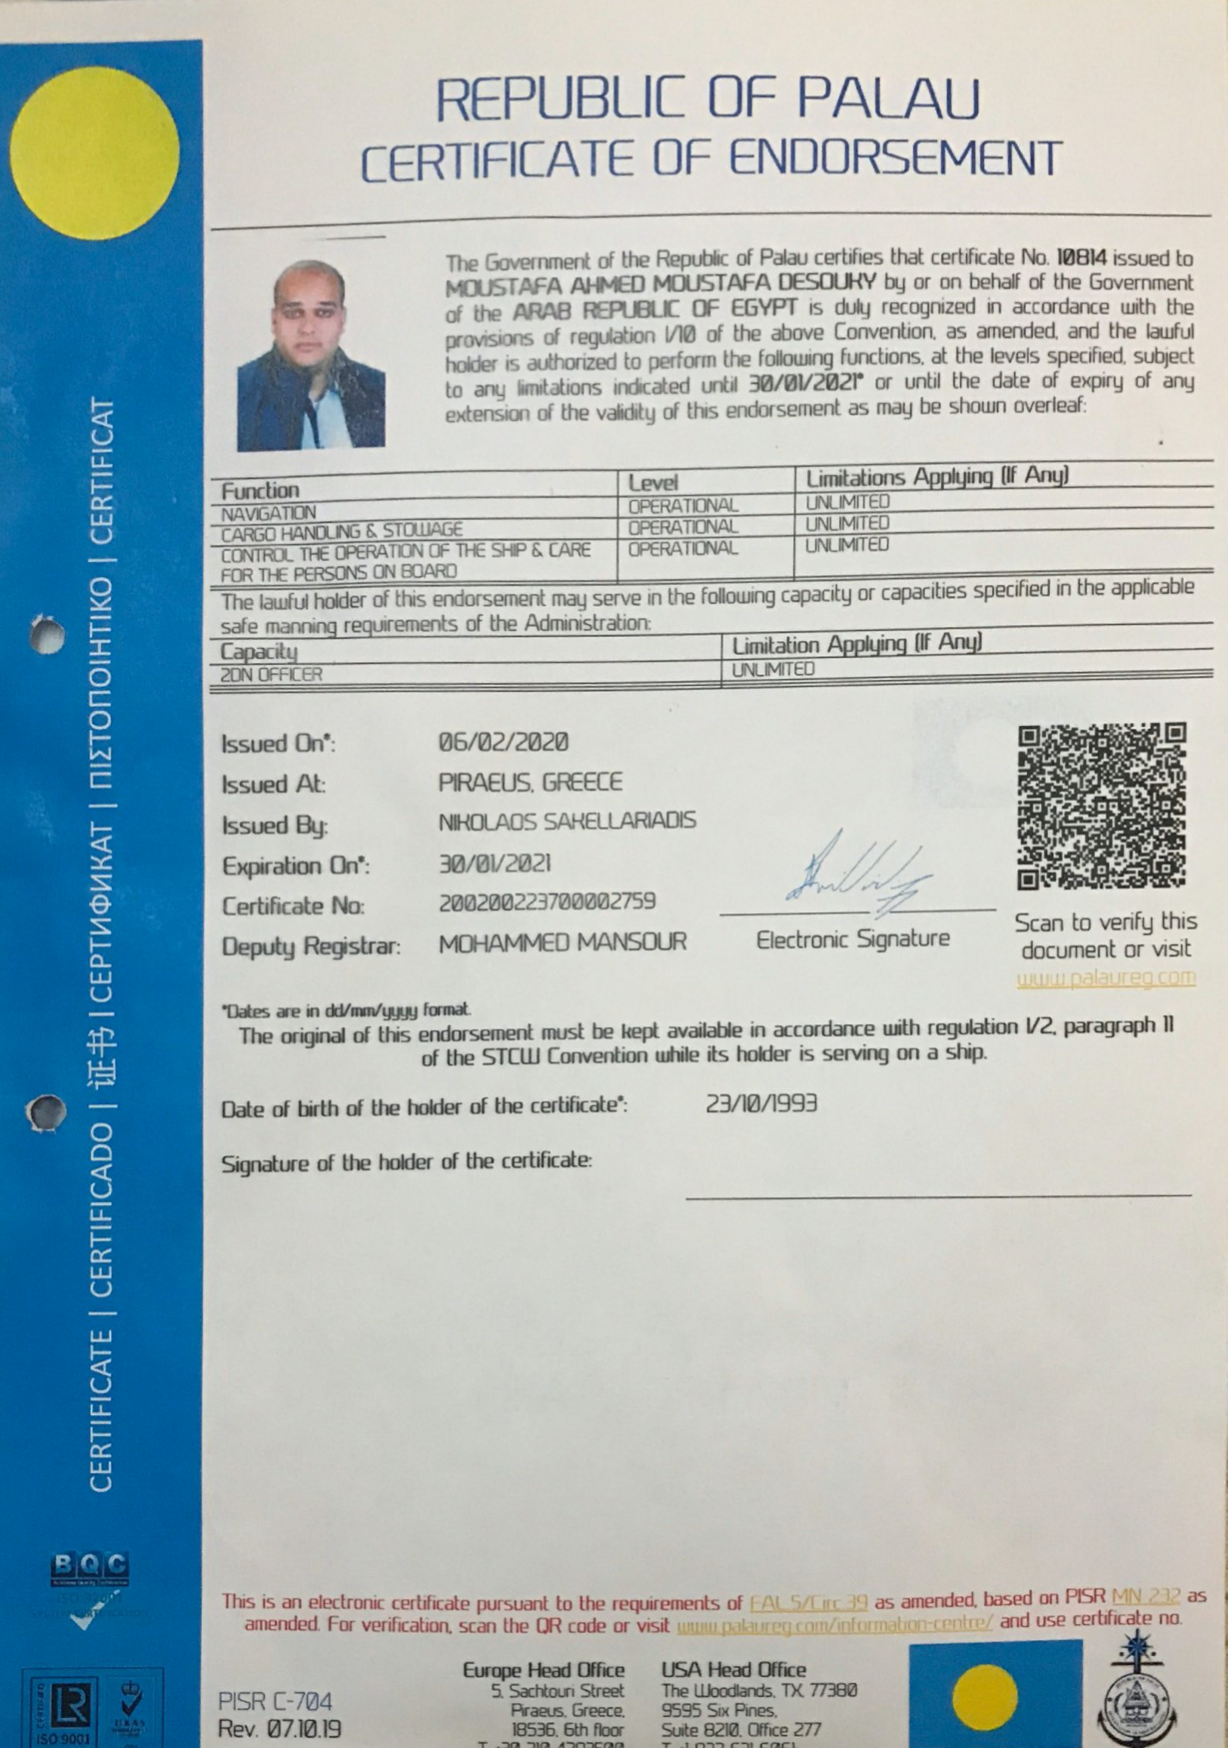 REPUBLIC OF PALAU
CERTIFICATE OF ENDORSEMENT
The Government of the Republic of Palau certifies that certificate No. 10814 issued to
MOUSTAFA AHMED MOUSTAFA DESOUKY by or on behalf of the Government
of the ARAB REPUBLIC OF EGYPT is duly recognized in accordance with the
provisions of regulation I/10 of the above Convention, as amended, and the lawful
holder is authorized to perform the following functions, at the levels specified, subject
to any limitations indicated until 30/01/2021* or until the date of expiry of any
extension of the validity of this endorsement as may be shown overleaf:
Function Level Limitations Applying (If Any)
NAVIGATION OPERATIONAL UNLIMITED
CARGO HANDLING & STOWAGE OPERATIONAL UNLIMITED
CONTROL THE OPERATION OF THE SHIP & CARE OPERATIONAL UNLIMITED
FOR THE PERSONS ON BOARD
The lawful holder of this endorsement may serve in the following capacity or capacities specified in the applicable
safe manning requirements of the Administration:
Capacity Limitation Applying (If Any)
2DN OFFICER UNLIMITED
Issued On*: 06/02/2020
Issued At: PIRAEUS, GREECE
Issued By: NIKOLAOS SAKELLARIADIS
Expiration On*: 30/01/2021
Certificate No: 200200223700002759
Deputy Registrar: MOHAMMED MANSOUR
Electronic Signature
Scan to verify this
document or visit
www.palaureg.com
*Dates are in dd/mm/yyyy format.
The original of this endorsement must be kept available in accordance with regulation I/2, paragraph 11
of the STCW Convention while its holder is serving on a ship.
Date of birth of the holder of the certificate*: 23/10/1993
Signature of the holder of the certificate:
CERTIFICATE | CERTIFICADO | 证书 | СЕРТИФИКАТ | ΠΙΣΤΟΠΟΙΗΤΙΚΟ | CERTIFICAT
BQC
This is an electronic certificate pursuant to the requirements of FAL 5/Circ 39 as amended, based on PISR MN 232 as
amended. For verification, scan the QR code or visit www.palaureg.com/information-centre/ and use certificate no.
LR
UKAS
ISO 9001
PISR C-704
Rev. 07.10.19
Europe Head Office
5, Sachtouri Street
Piraeus, Greece,
18536, 6th floor
USA Head Office
The Woodlands, TX 77380
9595 Six Pines,
Suite 8210, Office 277